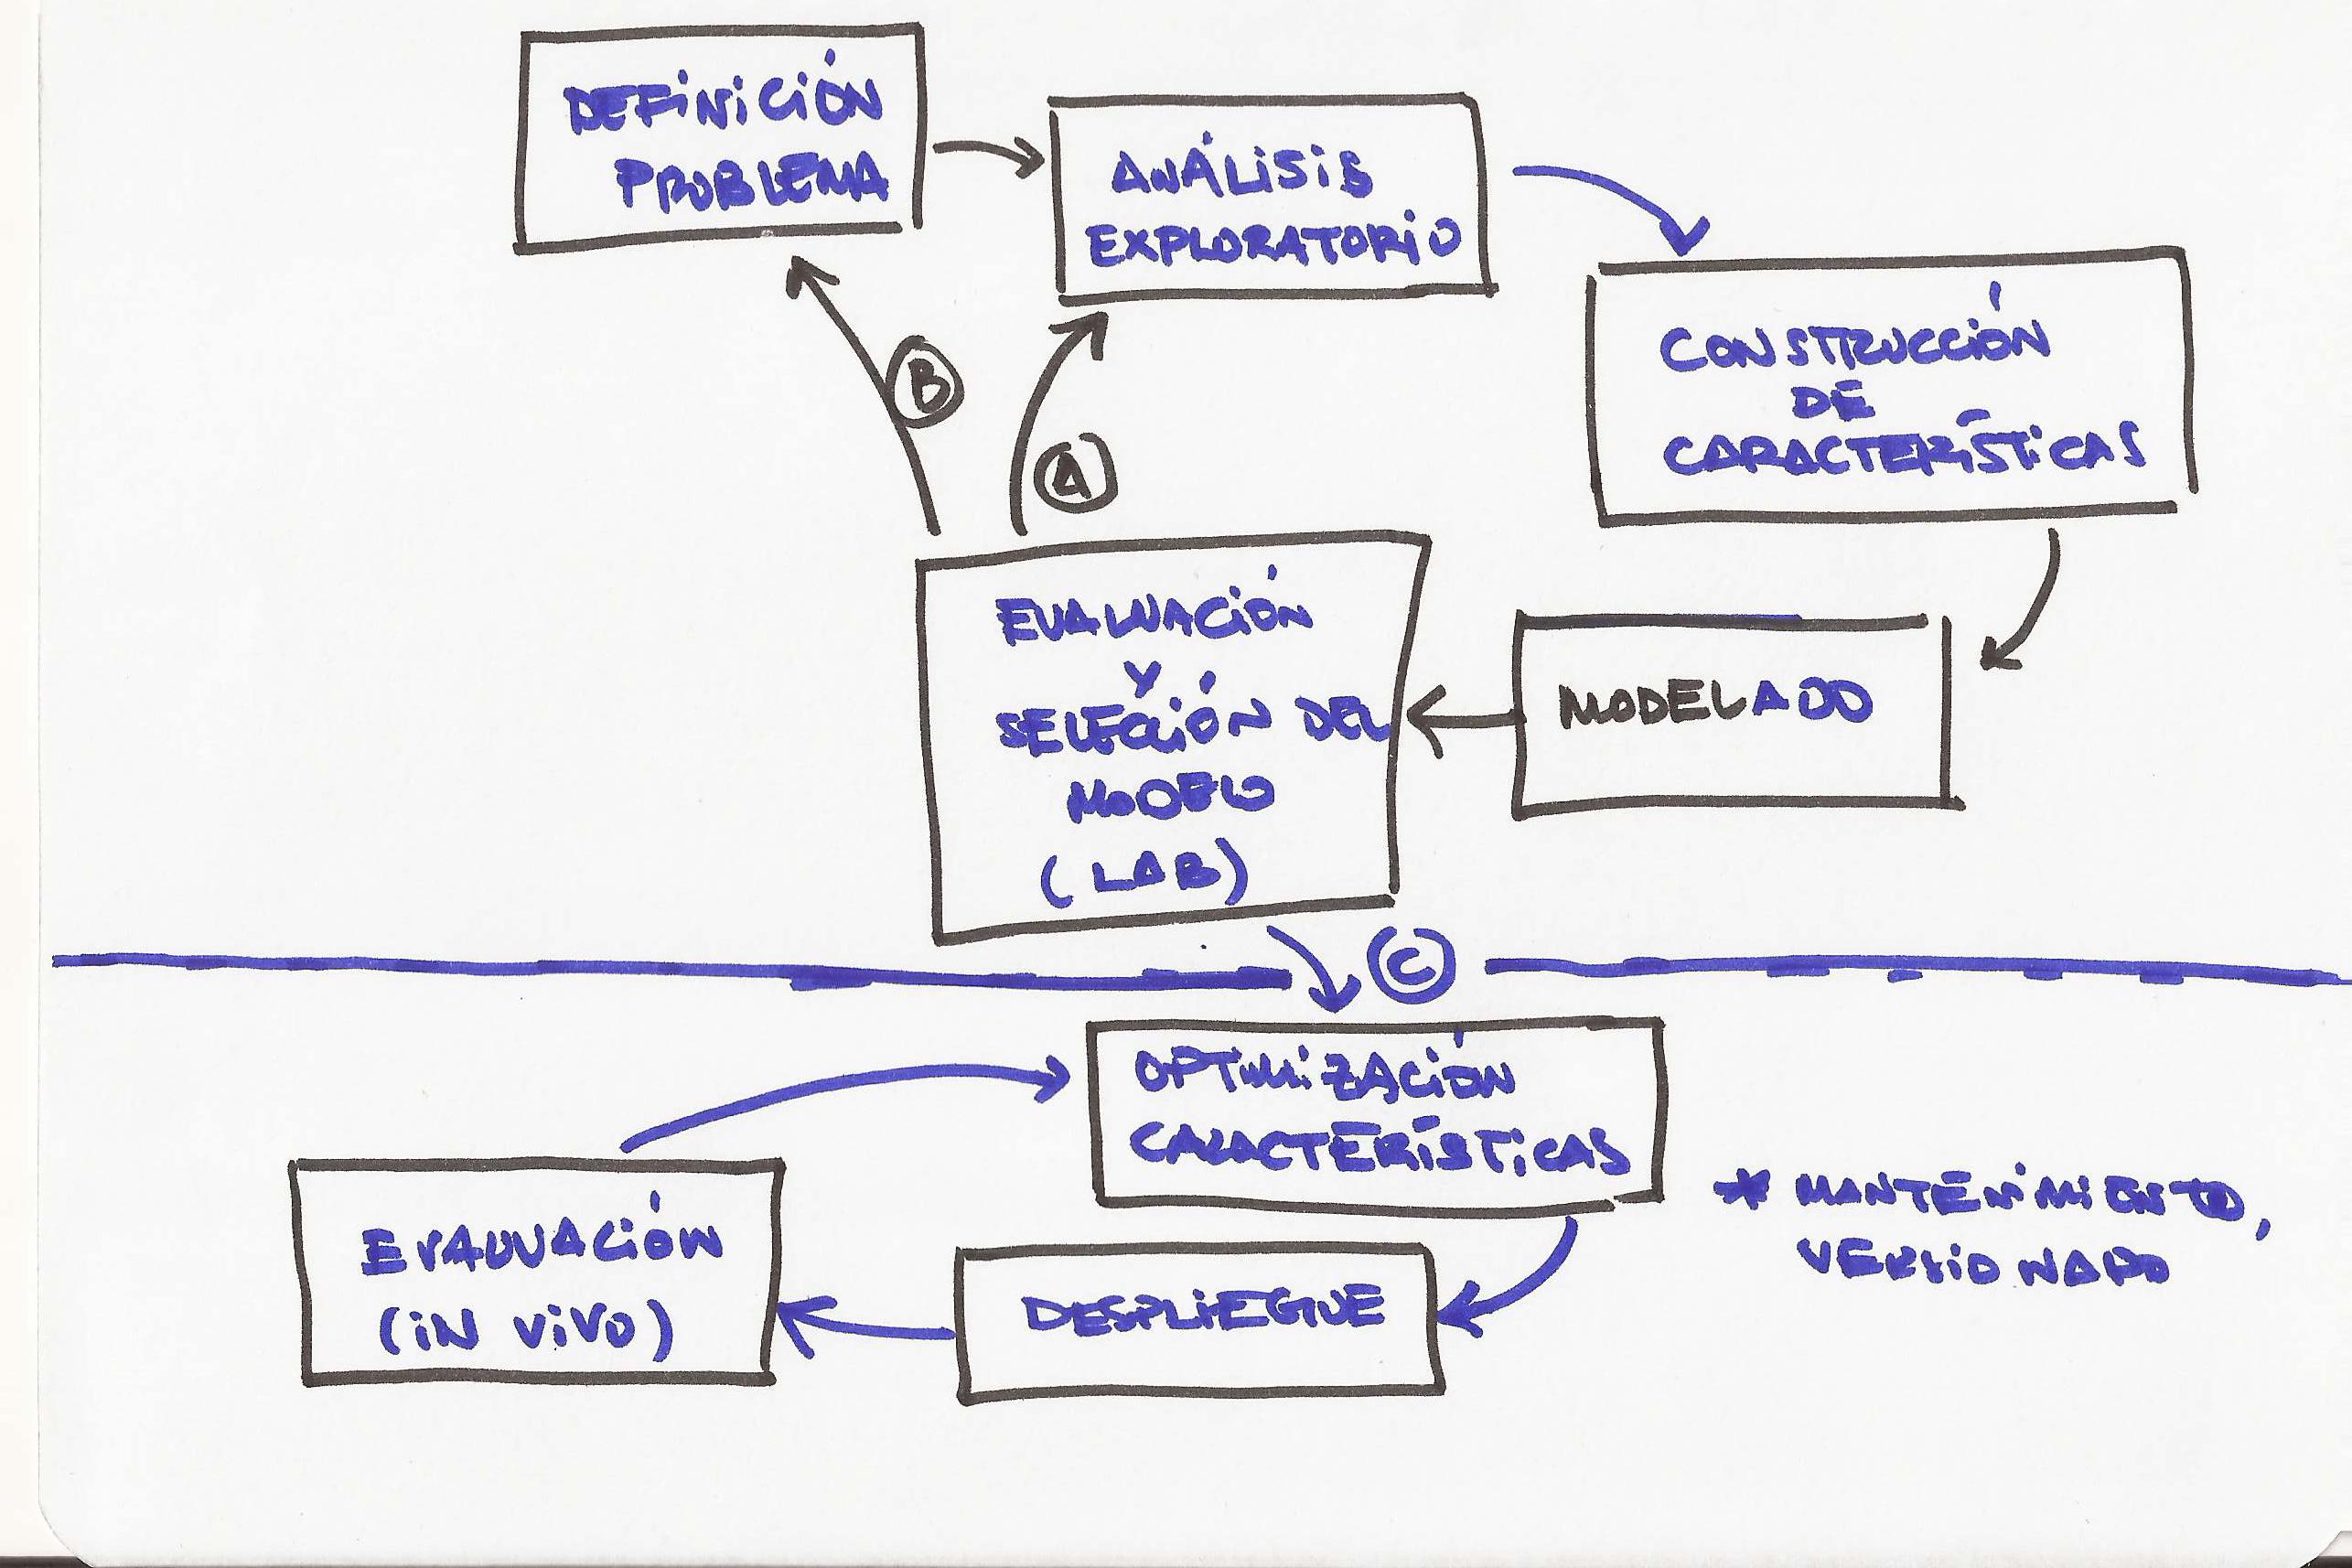 DEFINICIÓN
PROBLEMA
ANÁLISIS
EXPLORATORIO
CONSTRUCCIÓN
DE
CARACTERÍSTICAS
B
A
EVALUACIÓN
Y
SELECCIÓN DEL
MODELO
(LAB)
MODELADO
C
OPTIMIZACIÓN
CARACTERÍSTICAS
* MANTENIMIENTO,
VERSIONADO
EVALUACIÓN
(IN VIVO)
DESPLIEGUE